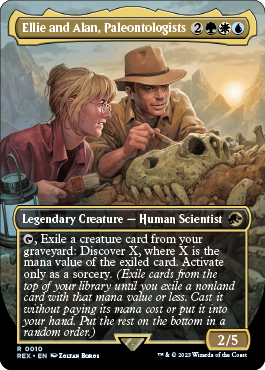 Ellie and Alan, Paleontologists 2
Legendary Creature — Human Scientist
, Exile a creature card from your
graveyard: Discover X, where X is the
mana value of the exiled card. Activate
only as a sorcery. (Exile cards from the
top of your library until you exile a nonland
card with that mana value or less. Cast it
without paying its mana cost or put it into
your hand. Put the rest on the bottom in a
random order.)
2/5
R 0010
REX • EN Zoltan Boros
™ & © 2023 Wizards of the Coast